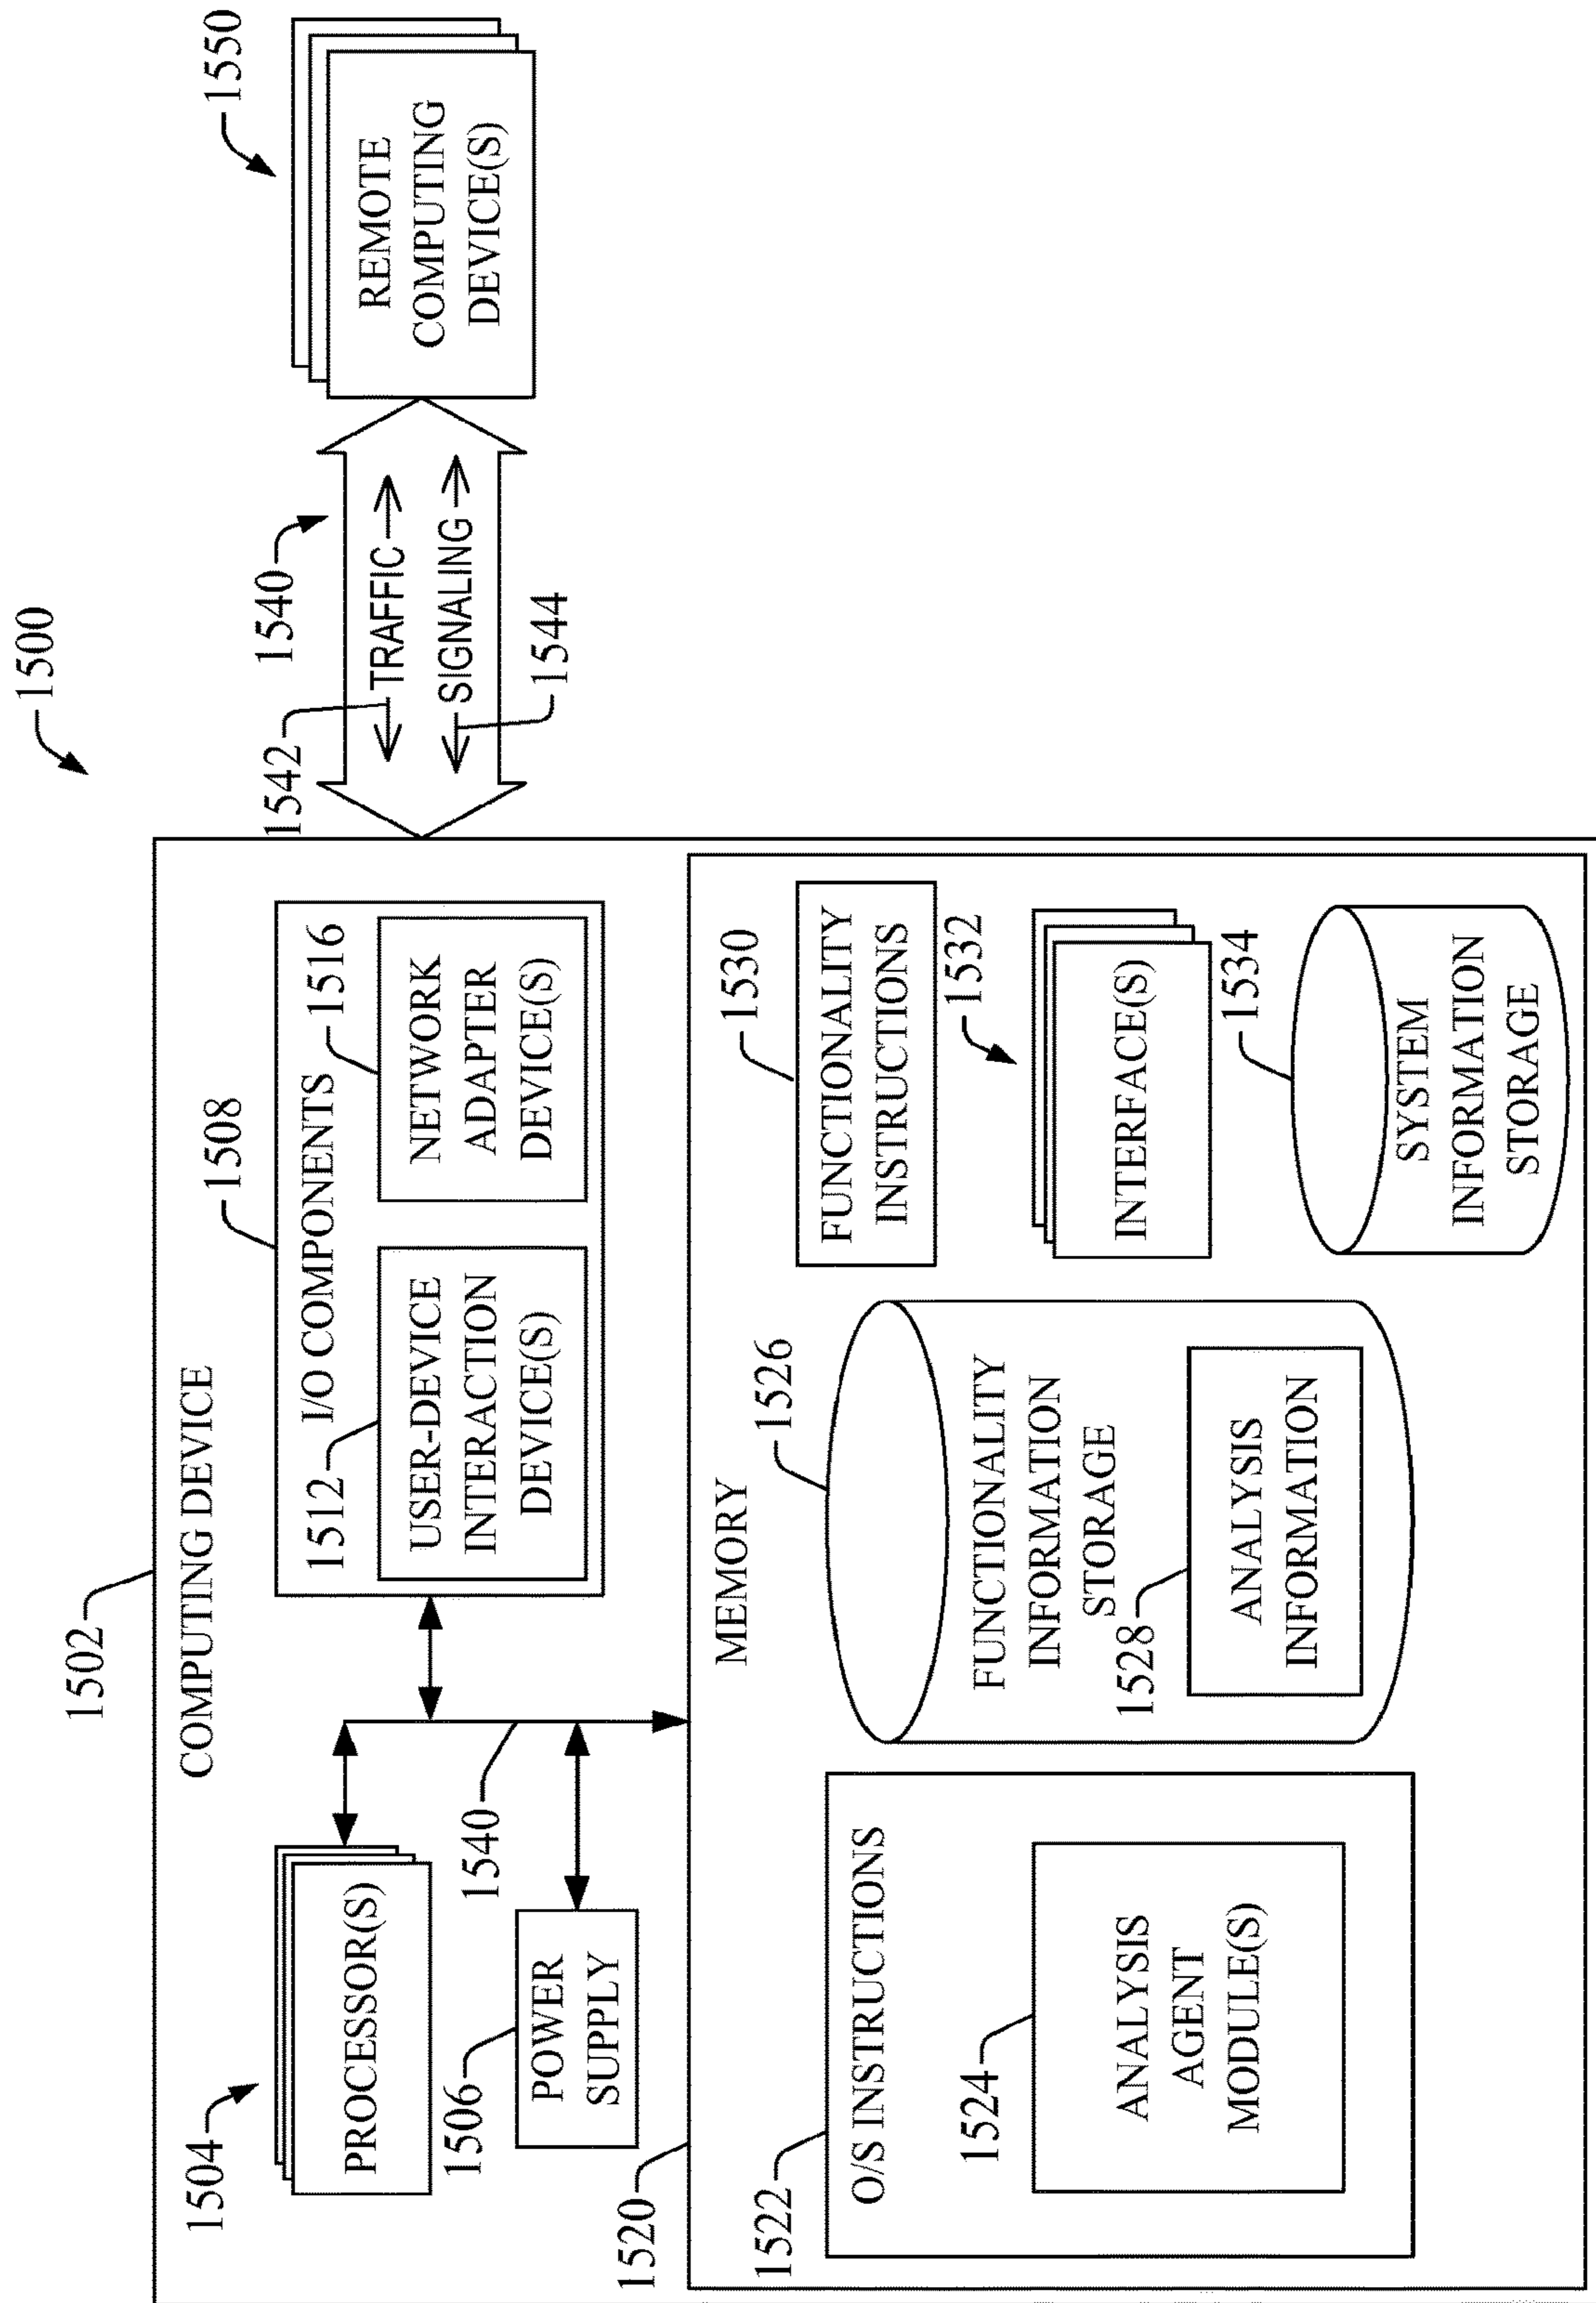 1500
1502
COMPUTING DEVICE
1504
PROCESSOR(S)
1506
POWER
SUPPLY
1540
1508
I/O COMPONENTS
1512
USER-DEVICE
INTERACTION
DEVICE(S)
1516
NETWORK
ADAPTER
DEVICE(S)
1540
1542
TRAFFIC
SIGNALING
1544
1550
REMOTE
COMPUTING
DEVICE(S)
1520
MEMORY
1522
O/S INSTRUCTIONS
1524
ANALYSIS
AGENT
MODULE(S)
1526
FUNCTIONALITY
INFORMATION
STORAGE
1528
ANALYSIS
INFORMATION
1530
FUNCTIONALITY
INSTRUCTIONS
1532
INTERFACE(S)
1534
SYSTEM
INFORMATION
STORAGE